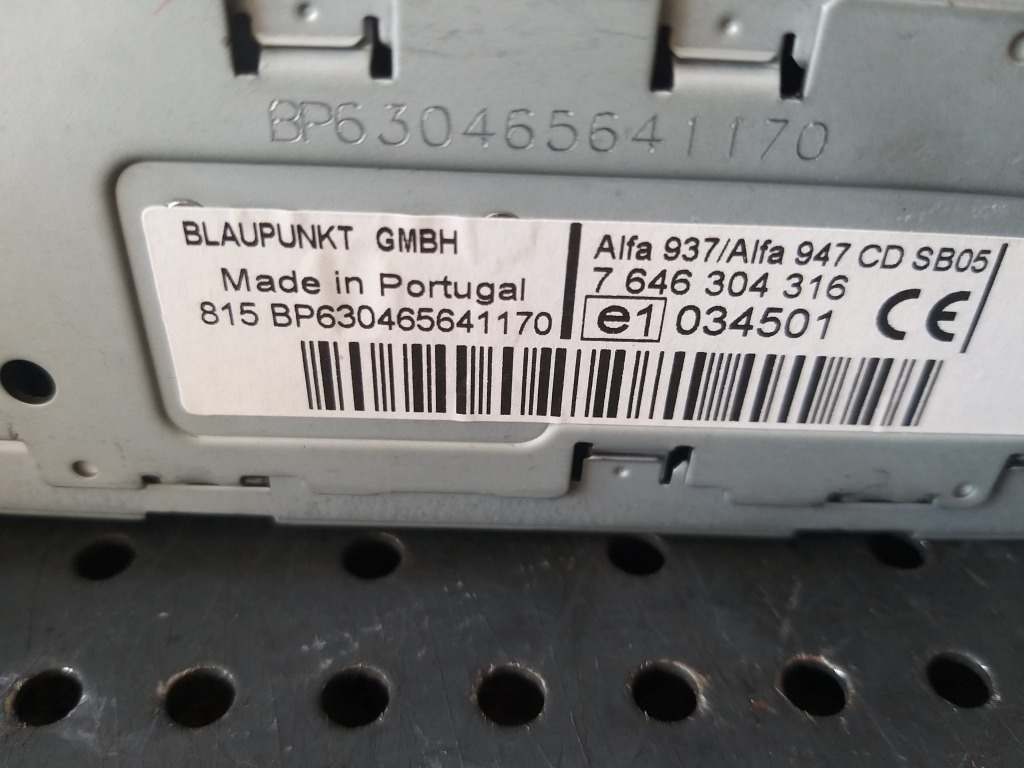 BP630465641170
BLAUPUNKT GMBH
Made in Portugal
815 BP630465641170
Alfa 937/Alfa 947 CD SB05
7 646 304 316
e1 034501 CE